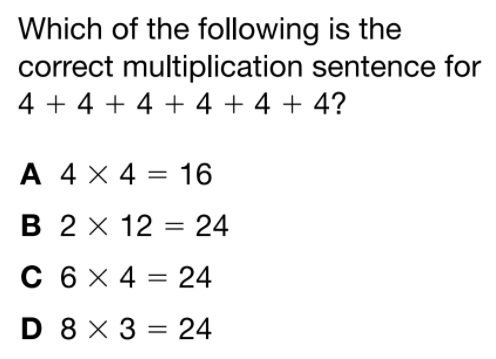 Which of the following is the
correct multiplication sentence for
4 + 4 + 4 + 4 + 4 + 4?
A 4 × 4 = 16
B 2 × 12 = 24
C 6 × 4 = 24
D 8 × 3 = 24